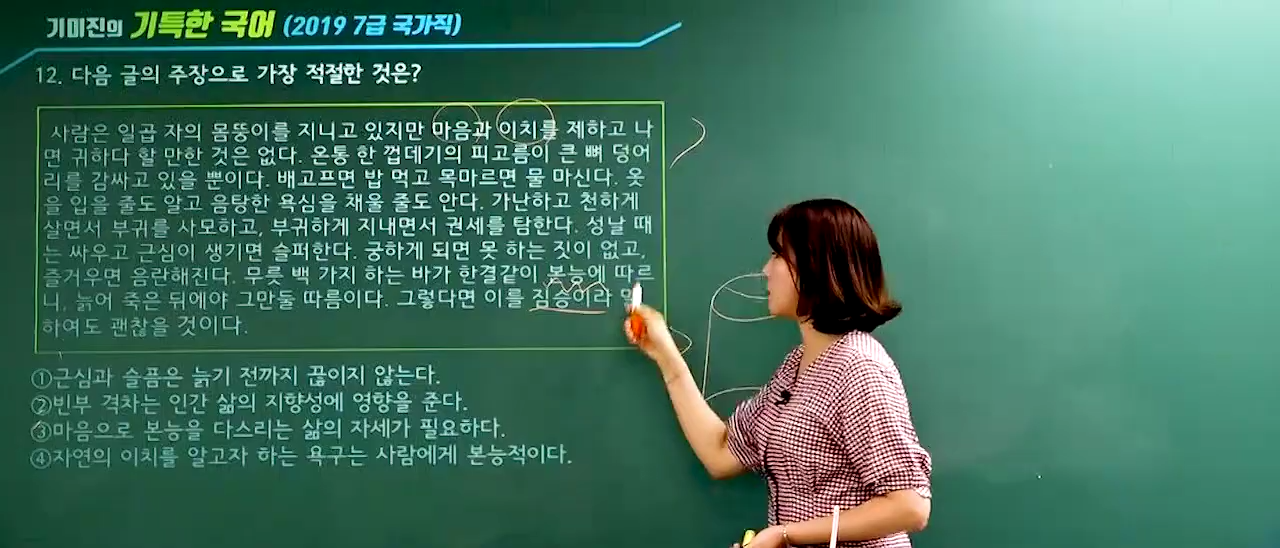 기미진의 기특한 국어 (2019 7급 국가직)
12. 다음 글의 주장으로 가장 적절한 것은?
사람은 일곱 자의 몸뚱이를 지니고 있지만 마음과 이치를 제하고 나
면 귀하다 할 만한 것은 없다. 온통 한 껍데기의 피고름이 큰 뼈 덩어
리를 감싸고 있을 뿐이다. 배고프면 밥 먹고 목마르면 물 마신다. 옷
을 입을 줄도 알고 음탕한 욕심을 채울 줄도 안다. 가난하고 천하게
살면서 부귀를 사모하고, 부귀하게 지내면서 권세를 탐한다. 성날 때
는 싸우고 근심이 생기면 슬퍼한다. 궁하게 되면 못 하는 짓이 없고,
즐거우면 음란해진다. 무릇 백 가지 하는 바가 한결같이 본능에 따르
니, 늙어 죽은 뒤에야 그만둘 따름이다. 그렇다면 이를 짐승이라 말
하여도 괜찮을 것이다.
①근심과 슬픔은 늙기 전까지 끊이지 않는다.
②빈부 격차는 인간 삶의 지향성에 영향을 준다.
③마음으로 본능을 다스리는 삶의 자세가 필요하다.
④자연의 이치를 알고자 하는 욕구는 사람에게 본능적이다.